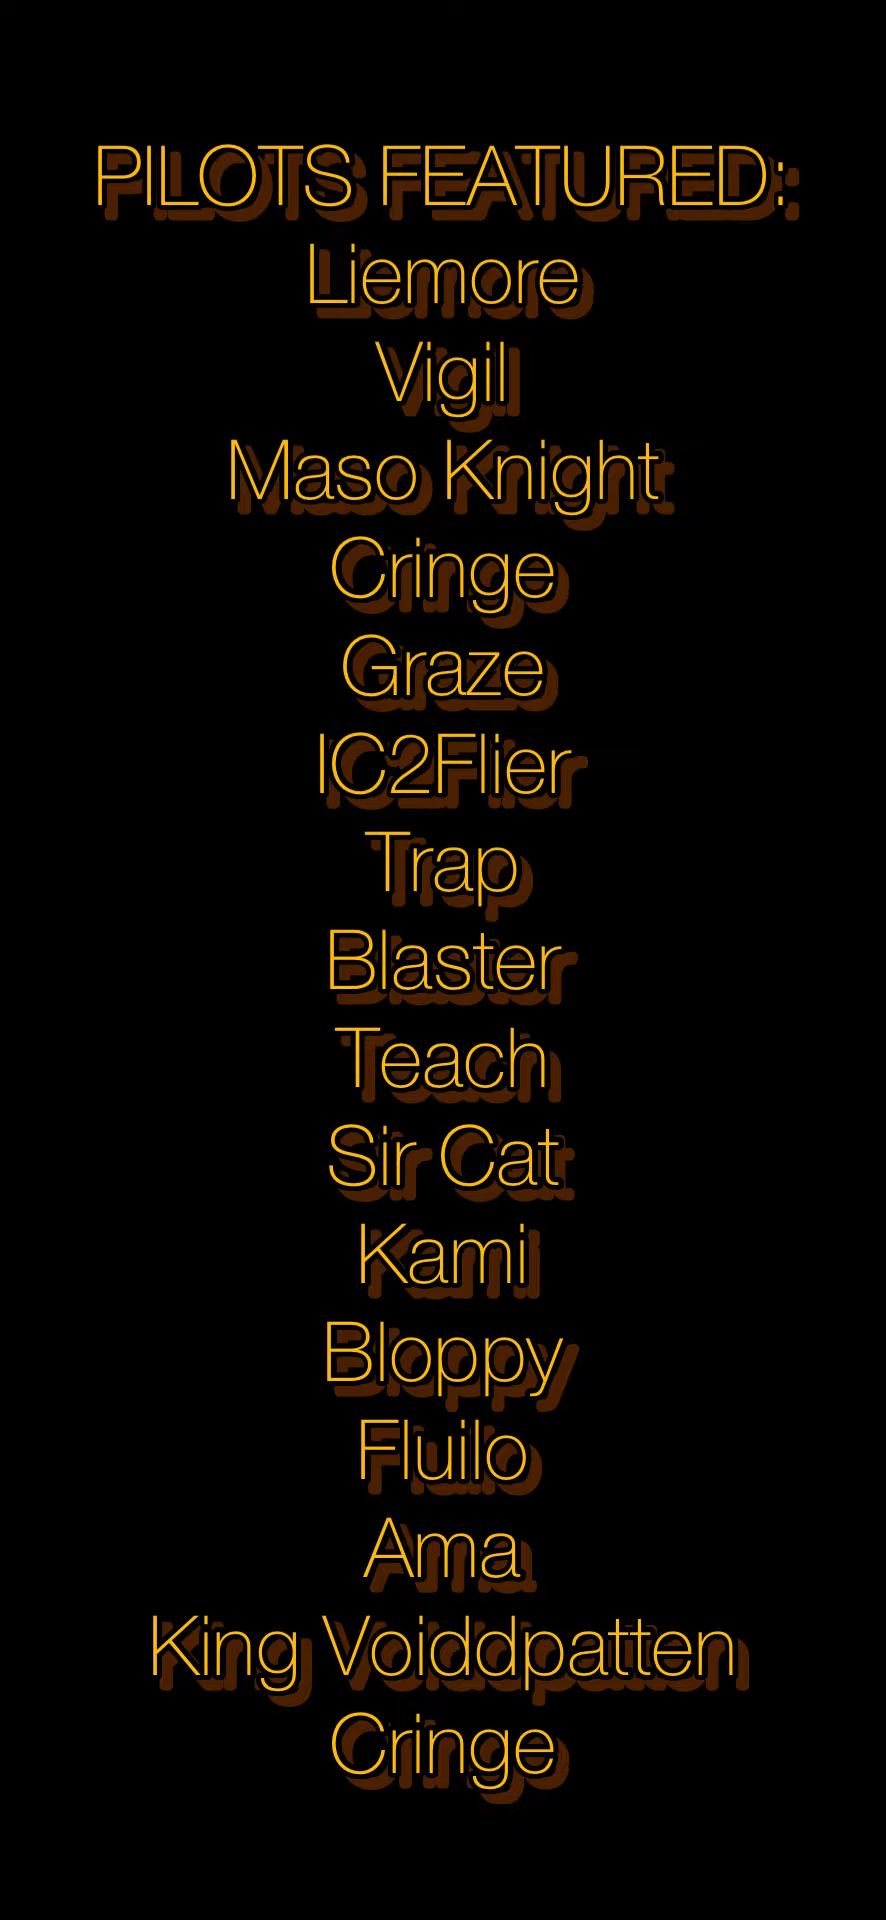 PILOTS FEATURED:
Liemore
Vigil
Maso Knight
Cringe
Graze
IC2Flier
Trap
Blaster
Teach
Sir Cat
Kami
Bloppy
Fluilo
Ama
King Voiddpatten
Cringe